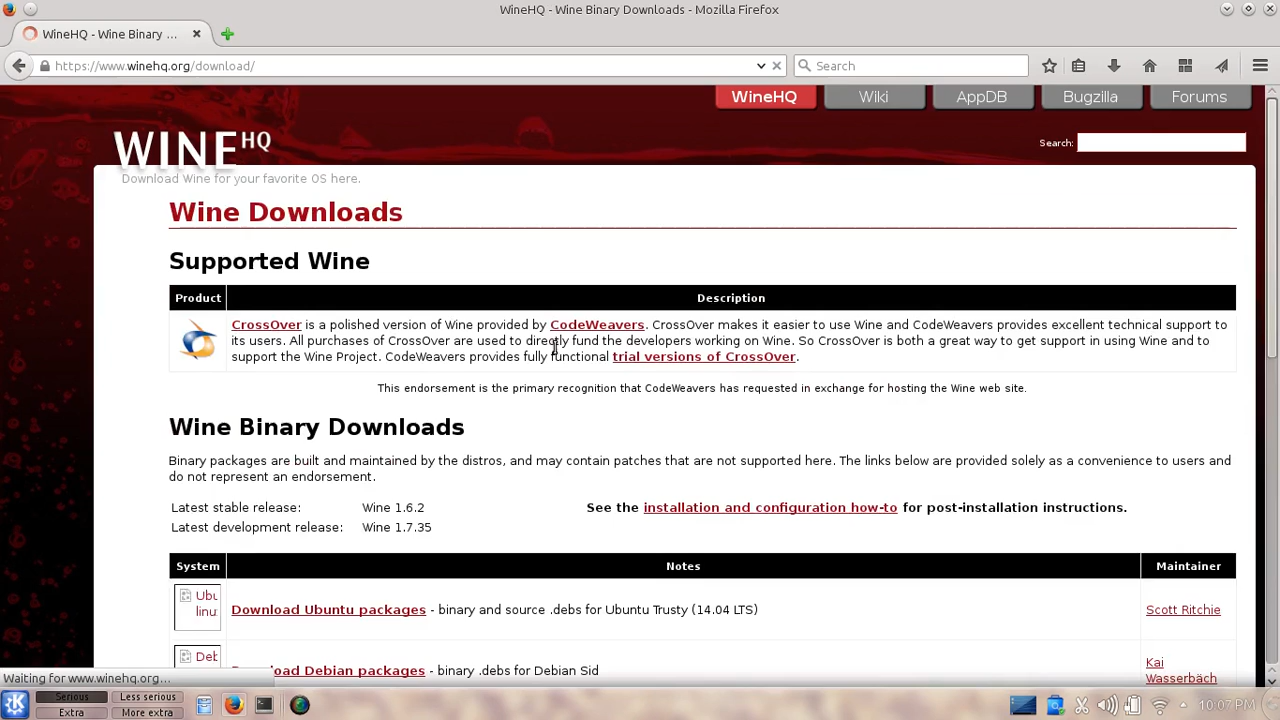 WineHQ - Wine Binary Downloads - Mozilla Firefox
WineHQ - Wine Binary ...
https://www.winehq.org/download/
Search
WineHQ
Wiki
AppDB
Bugzilla
Forums
WINE HQ
Search:
Download Wine for your favorite OS here.
Wine Downloads
Supported Wine
Product
Description
CrossOver is a polished version of Wine provided by CodeWeavers. CrossOver makes it easier to use Wine and CodeWeavers provides excellent technical support to
its users. All purchases of CrossOver are used to directly fund the developers working on Wine. So CrossOver is both a great way to get support in using Wine and to
support the Wine Project. CodeWeavers provides fully functional trial versions of CrossOver.
This endorsement is the primary recognition that CodeWeavers has requested in exchange for hosting the Wine web site.
Wine Binary Downloads
Binary packages are built and maintained by the distros, and may contain patches that are not supported here. The links below are provided solely as a convenience to users and
do not represent an endorsement.
Latest stable release: Wine 1.6.2
Latest development release: Wine 1.7.35
See the installation and configuration how-to for post-installation instructions.
System
Notes
Maintainer
Ubu
linu
Download Ubuntu packages - binary and source .debs for Ubuntu Trusty (14.04 LTS)
Scott Ritchie
Deb
oad Debian packages - binary .debs for Debian Sid
Kai
Wasserbäch
Waiting for www.winehq.org...
Serious
Less serious
Extra
More extra
10:07 PM